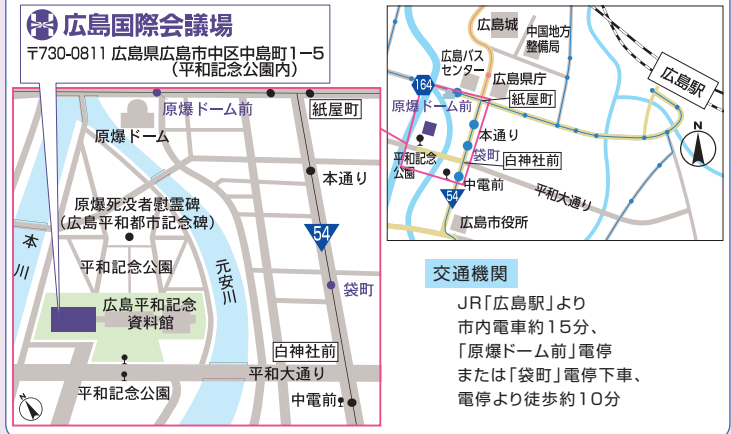 広島国際会議場
〒730-0811 広島県広島市中区中島町1−5
(平和記念公園内)
原爆ドーム前
紙屋町
原爆ドーム
本通り
原爆死没者慰霊碑
(広島平和都市記念碑)
54
本川
平和記念公園
元安川
袋町
広島平和記念
資料館
白神社前
平和大通り
平和記念公園
中電前
N
広島城
中国地方
整備局
広島バス
センター
広島県庁
広島駅
164
紙屋町
原爆ドーム前
本通り
袋町
白神社前
平和記念
公園
中電前
平和大通り
54
広島市役所
N
交通機関
JR「広島駅」より
市内電車約15分、
「原爆ドーム前」電停
または「袋町」電停下車、
電停より徒歩約10分